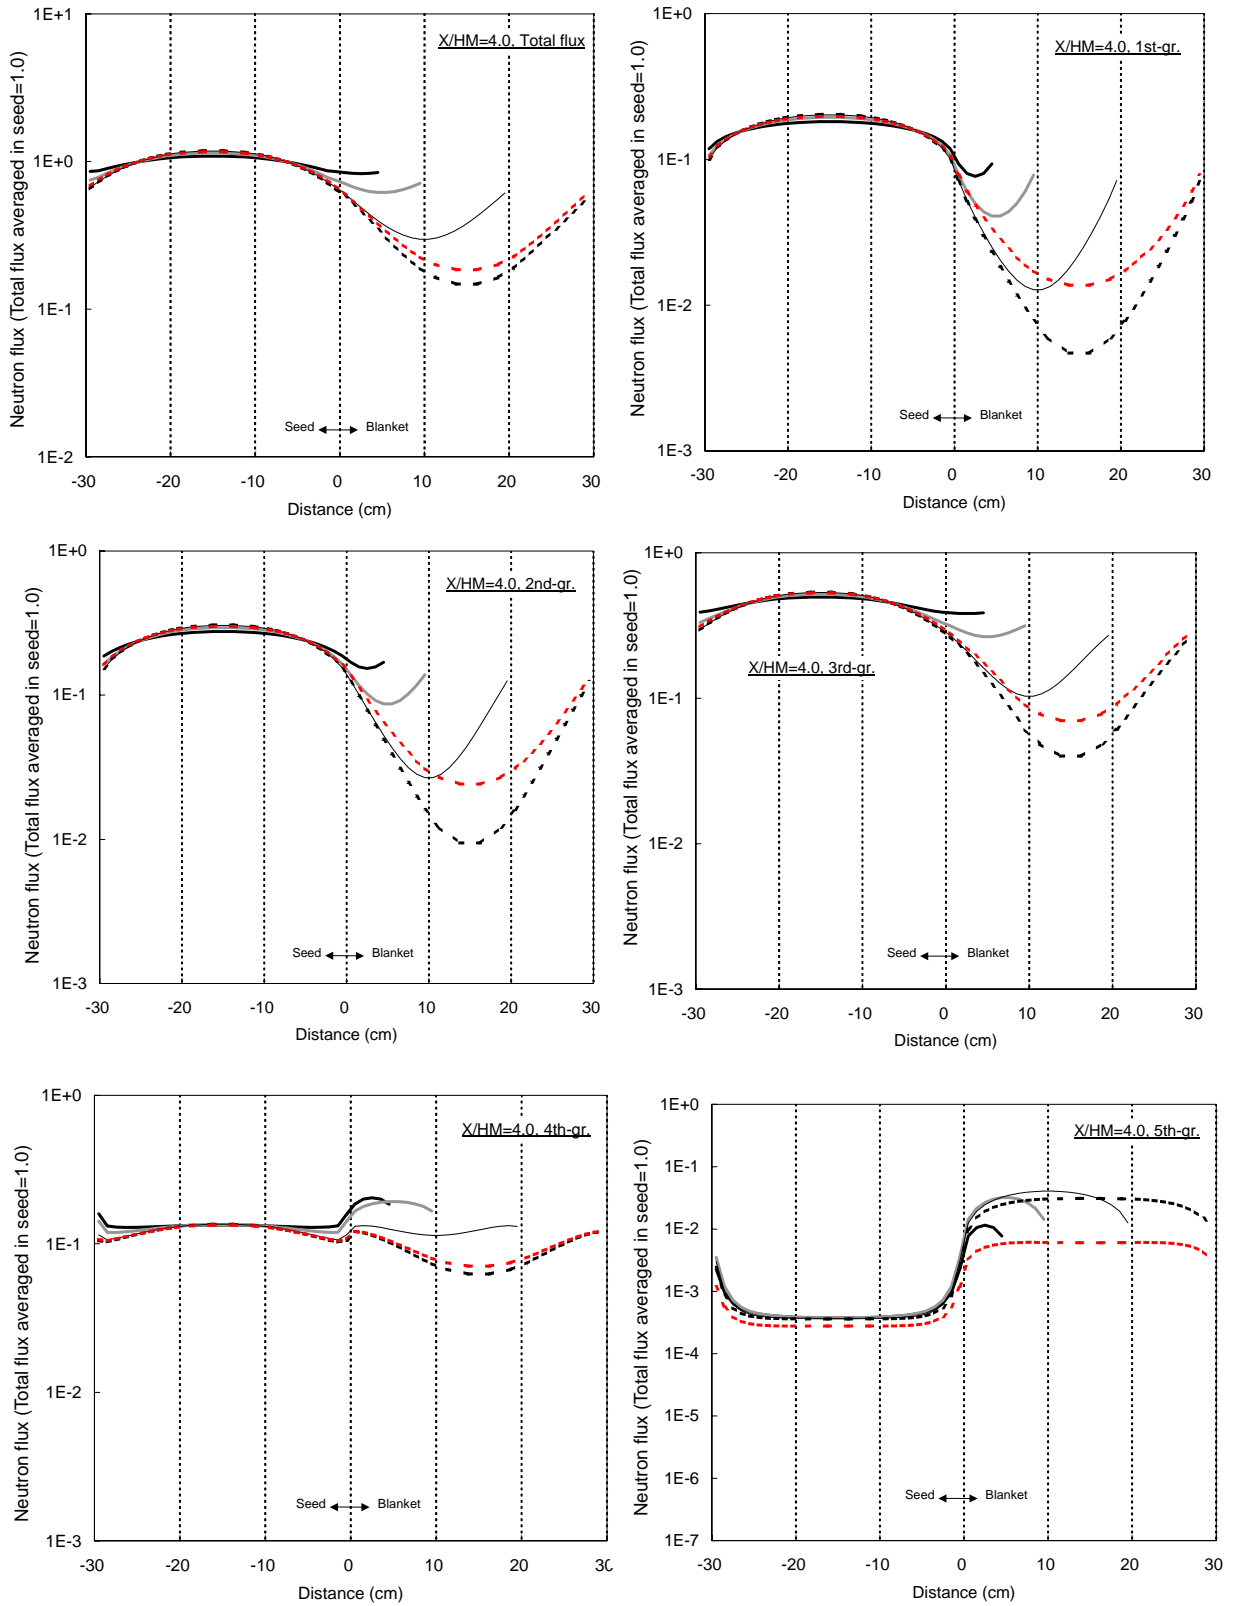 Neutron flux (Total flux averaged in seed=1.0)
1E+1
1E+0
1E-1
1E-2
X/HM=4.0, Total flux
Seed
Blanket
-30 -20 -10 0 10 20 30
Distance (cm)
Neutron flux (Total flux averaged in seed=1.0)
1E+0
1E-1
1E-2
1E-3
X/HM=4.0, 1st-gr.
Seed
Blanket
-30 -20 -10 0 10 20 30
Distance (cm)
Neutron flux (Total flux averaged in seed=1.0)
1E+0
1E-1
1E-2
1E-3
X/HM=4.0, 2nd-gr.
Seed
Blanket
-30 -20 -10 0 10 20 30
Distance (cm)
Neutron flux (Total flux averaged in seed=1.0)
1E+0
1E-1
1E-2
1E-3
X/HM=4.0, 3rd-gr.
Seed
Blanket
-30 -20 -10 0 10 20 30
Distance (cm)
Neutron flux (Total flux averaged in seed=1.0)
1E+0
1E-1
1E-2
1E-3
X/HM=4.0, 4th-gr.
Seed
Blanket
-30 -20 -10 0 10 20 30
Distance (cm)
Neutron flux (Total flux averaged in seed=1.0)
1E+0
1E-1
1E-2
1E-3
1E-4
1E-5
1E-6
1E-7
X/HM=4.0, 5th-gr.
Seed
Blanket
-30 -20 -10 0 10 20 30
Distance (cm)